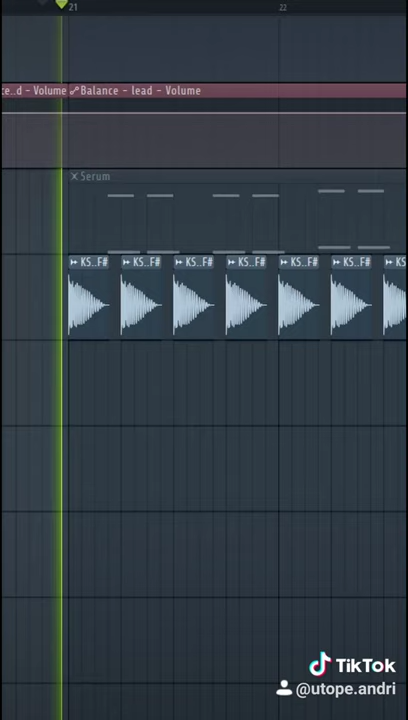 21
22
ce..d - Volume Balance - lead - Volume
Serum
KS..F# KS..F# KS..F# KS..F# KS..F# KS..F# KS
TikTok
@utope.andri